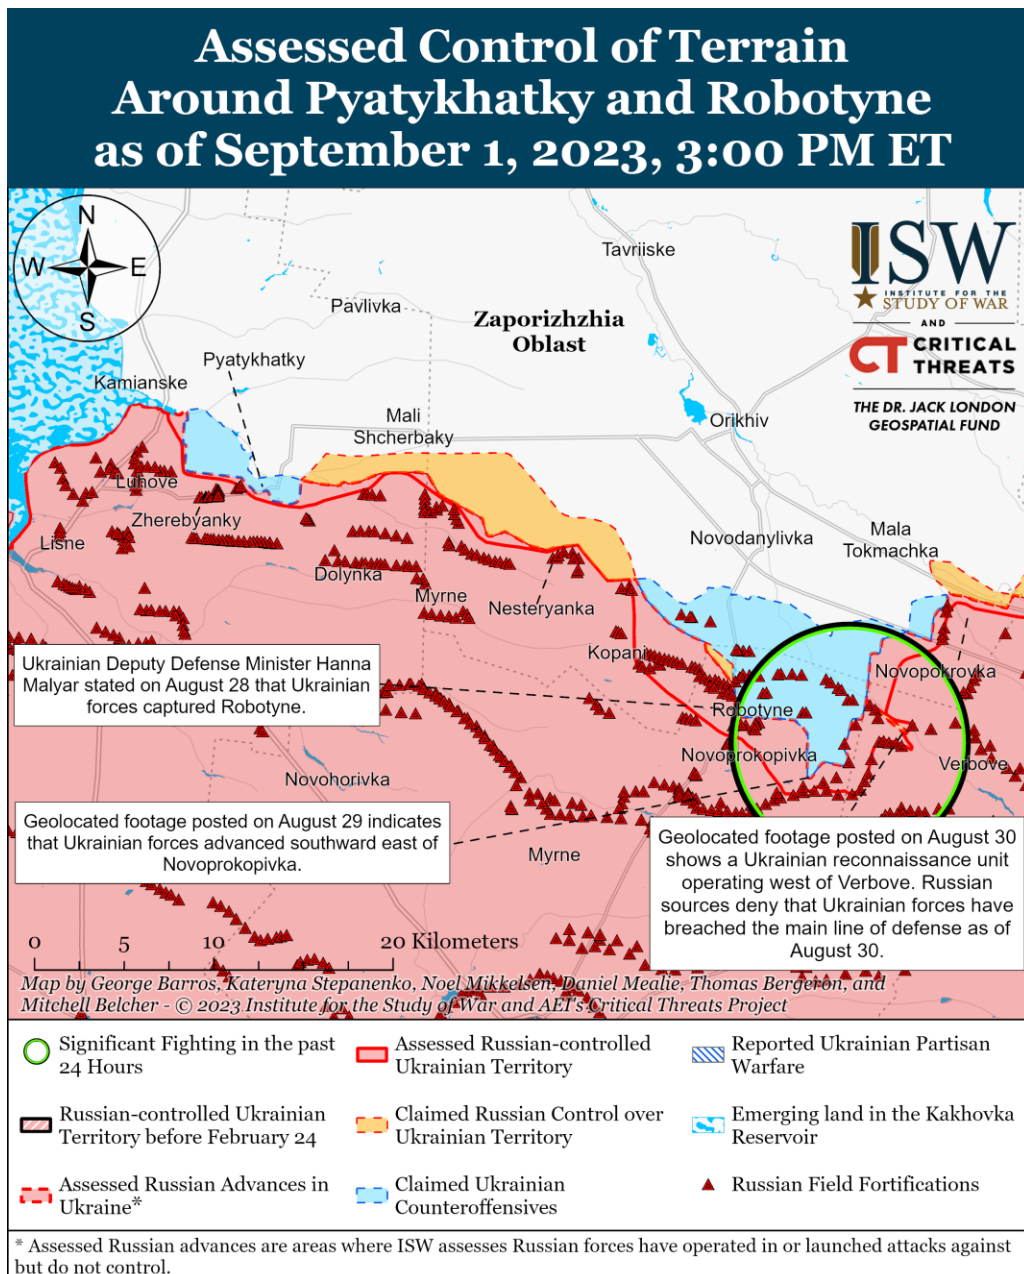 Assessed Control of Terrain
Around Pyatykhatky and Robotyne
as of September 1, 2023, 3:00 PM ET
N
W
E
S
ISW
INSTITUTE FOR THE
STUDY OF WAR
AND
CT CRITICAL
THREATS
THE DR. JACK LONDON
GEOSPATIAL FUND
Tavriiske
Pavlivka
Zaporizhzhia
Oblast
Pyatykhatky
Kamianske
Mali
Shcherbaky
Orikhiv
Luhove
Zherebyanky
Lisne
Novodanylivka
Mala
Tokmachka
Dolynka
Myrne
Nesteryanka
Kopani
Novopokrovka
Robotyne
Novoprokopivka
Verbove
Ukrainian Deputy Defense Minister Hanna
Malyar stated on August 28 that Ukrainian
forces captured Robotyne.
Novohorivka
Geolocated footage posted on August 29 indicates
that Ukrainian forces advanced southward east of
Novoprokopivka.
Myrne
Geolocated footage posted on August 30
shows a Ukrainian reconnaissance unit
operating west of Verbove. Russian
sources deny that Ukrainian forces have
breached the main line of defense as of
August 30.
0 5 10 20 Kilometers
Map by George Barros, Kateryna Stepanenko, Noel Mikkelsen, Daniel Mealie, Thomas Bergeron, and
Mitchell Belcher - © 2023 Institute for the Study of War and AEI's Critical Threats Project
Significant Fighting in the past
24 Hours
Assessed Russian-controlled
Ukrainian Territory
Reported Ukrainian Partisan
Warfare
Russian-controlled Ukrainian
Territory before February 24
Claimed Russian Control over
Ukrainian Territory
Emerging land in the Kakhovka
Reservoir
Assessed Russian Advances in
Ukraine*
Claimed Ukrainian
Counteroffensives
Russian Field Fortifications
* Assessed Russian advances are areas where ISW assesses Russian forces have operated in or launched attacks against
but do not control.